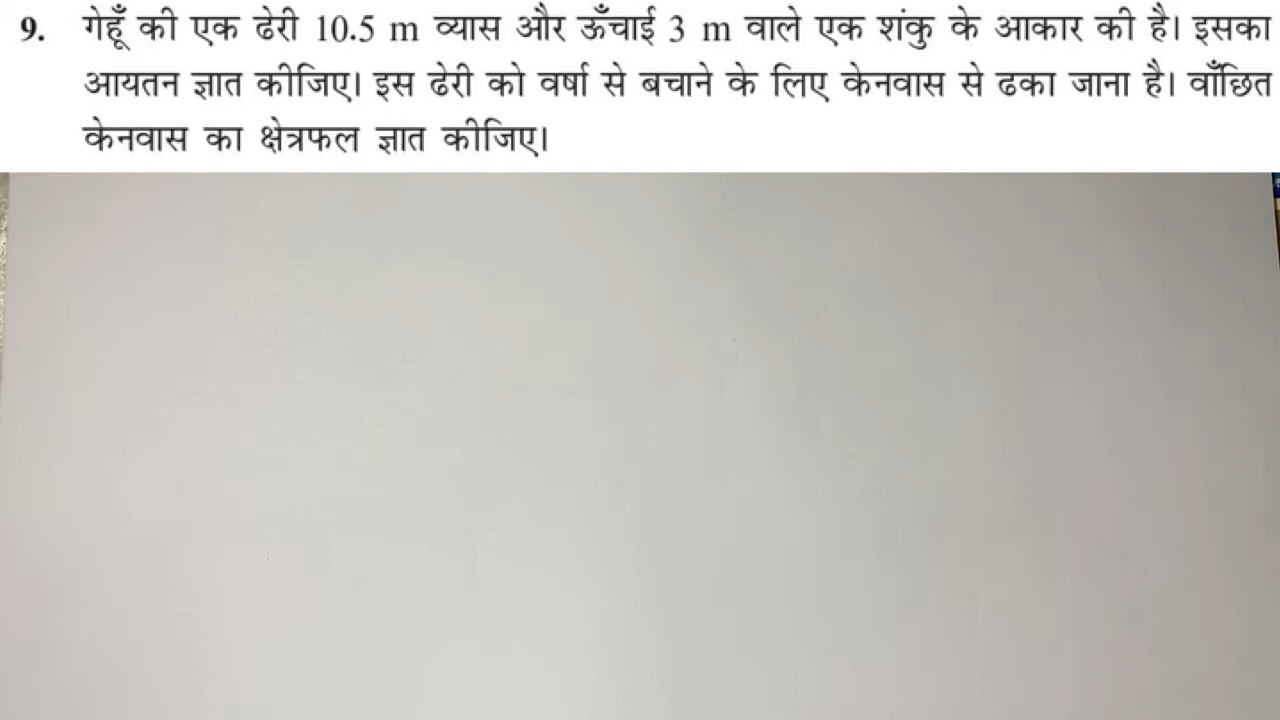 9. गेहूँ की एक ढेरी 10.5 m व्यास और ऊँचाई 3 m वाले एक शंकु के आकार की है। इसका
आयतन ज्ञात कीजिए। इस ढेरी को वर्षा से बचाने के लिए केनवास से ढका जाना है। वाँछित
केनवास का क्षेत्रफल ज्ञात कीजिए।